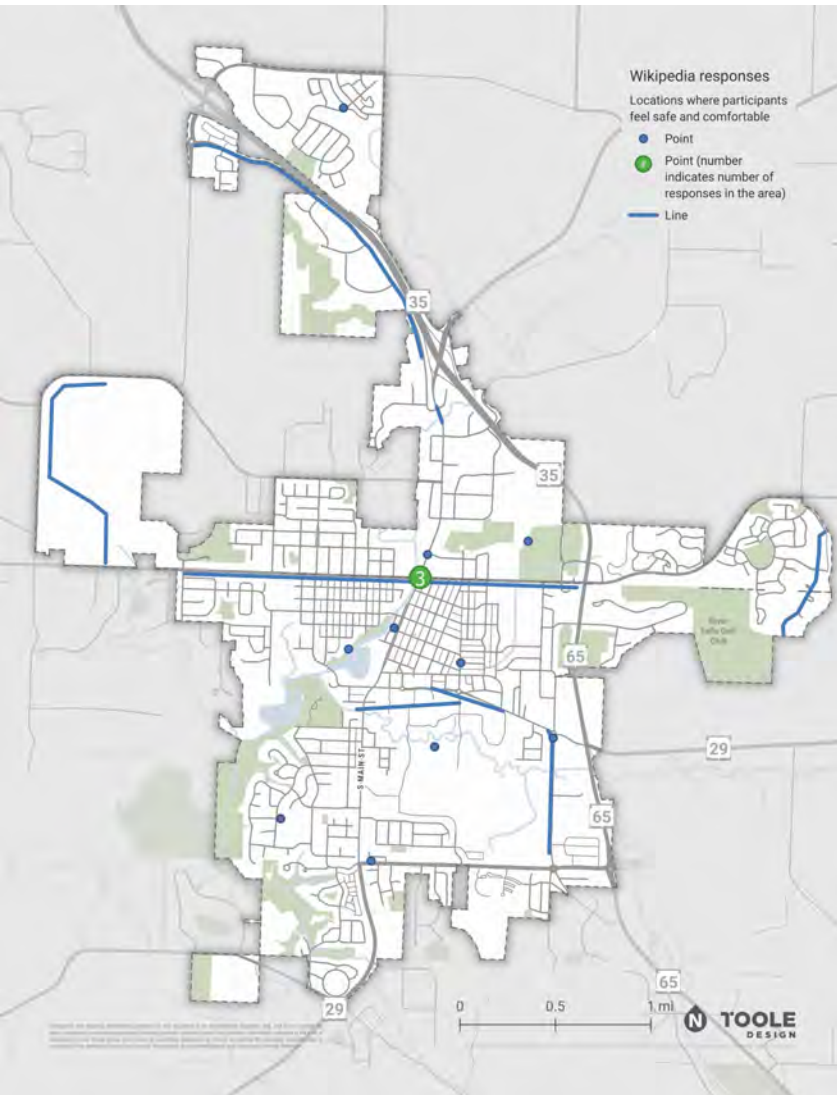 Wikipedia responses
Locations where participants
feel safe and comfortable
Point
Point (number
indicates number of
responses in the area)
Line
35
35
3
65
29
S MAIN ST
65
65
29
0 0.5 1 mi
N TOOLE
DESIGN